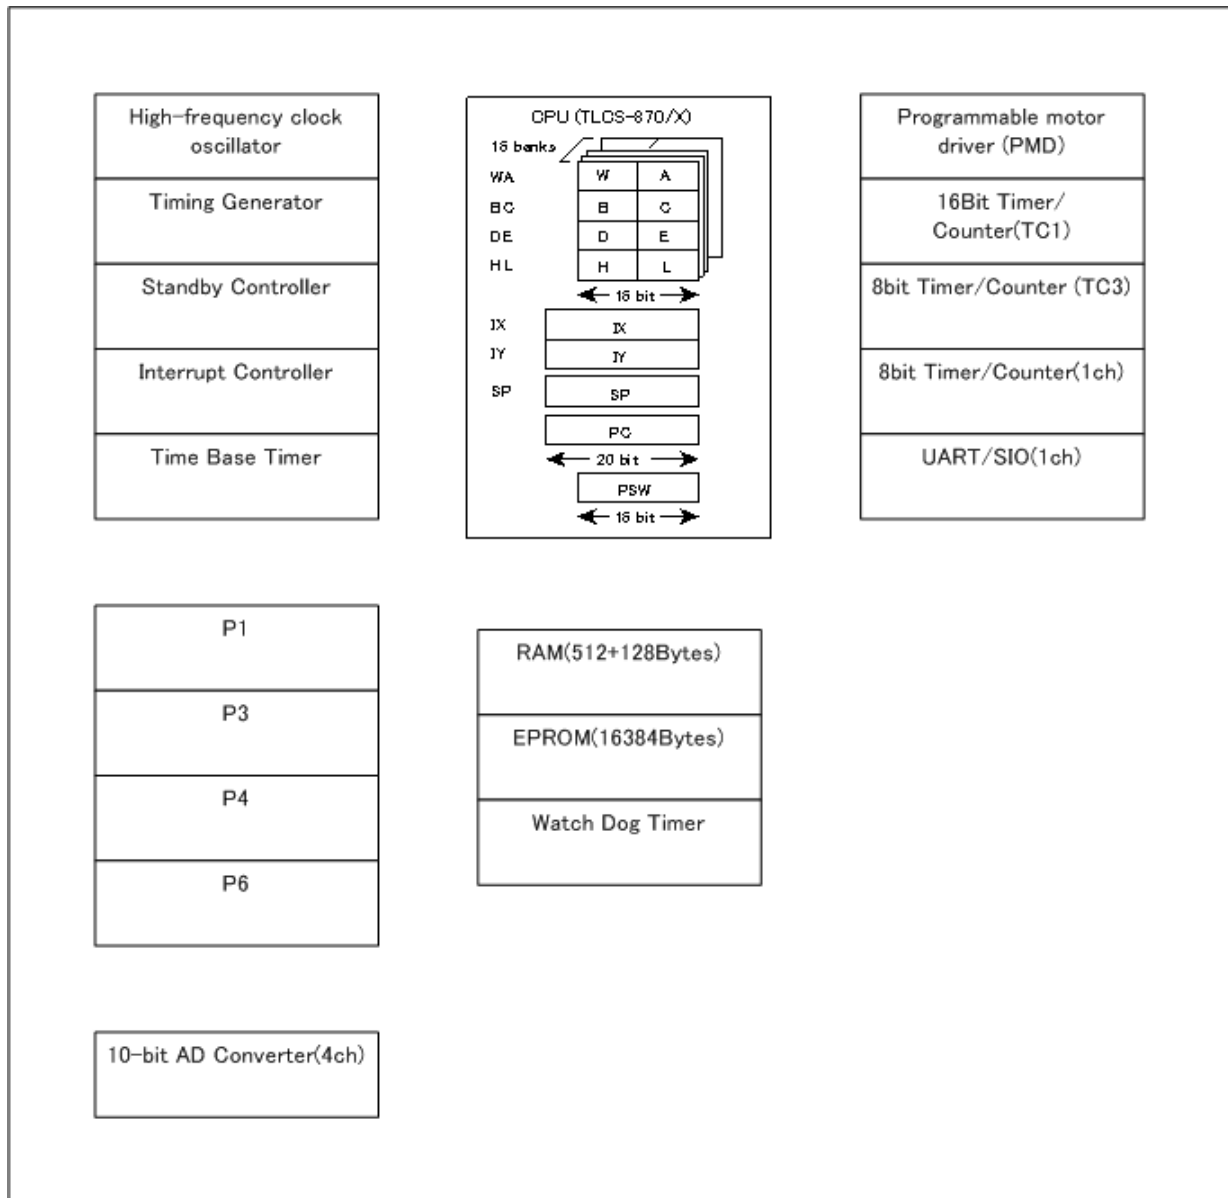 High-frequency clock
oscillator
Timing Generator
Standby Controller
Interrupt Controller
Time Base Timer
CPU (TLCS-870/X)
16 banks
WA
W A
BC
B C
DE
D E
HL
H L
16 bit
IX
IX
IY
IY
SP
SP
PC
20 bit
PSW
16 bit
Programmable motor
driver (PMD)
16Bit Timer/
Counter(TC1)
8bit Timer/Counter (TC3)
8bit Timer/Counter(1ch)
UART/SIO(1ch)
P1
P3
P4
P6
RAM(512+128Bytes)
EPROM(16384Bytes)
Watch Dog Timer
10-bit AD Converter(4ch)